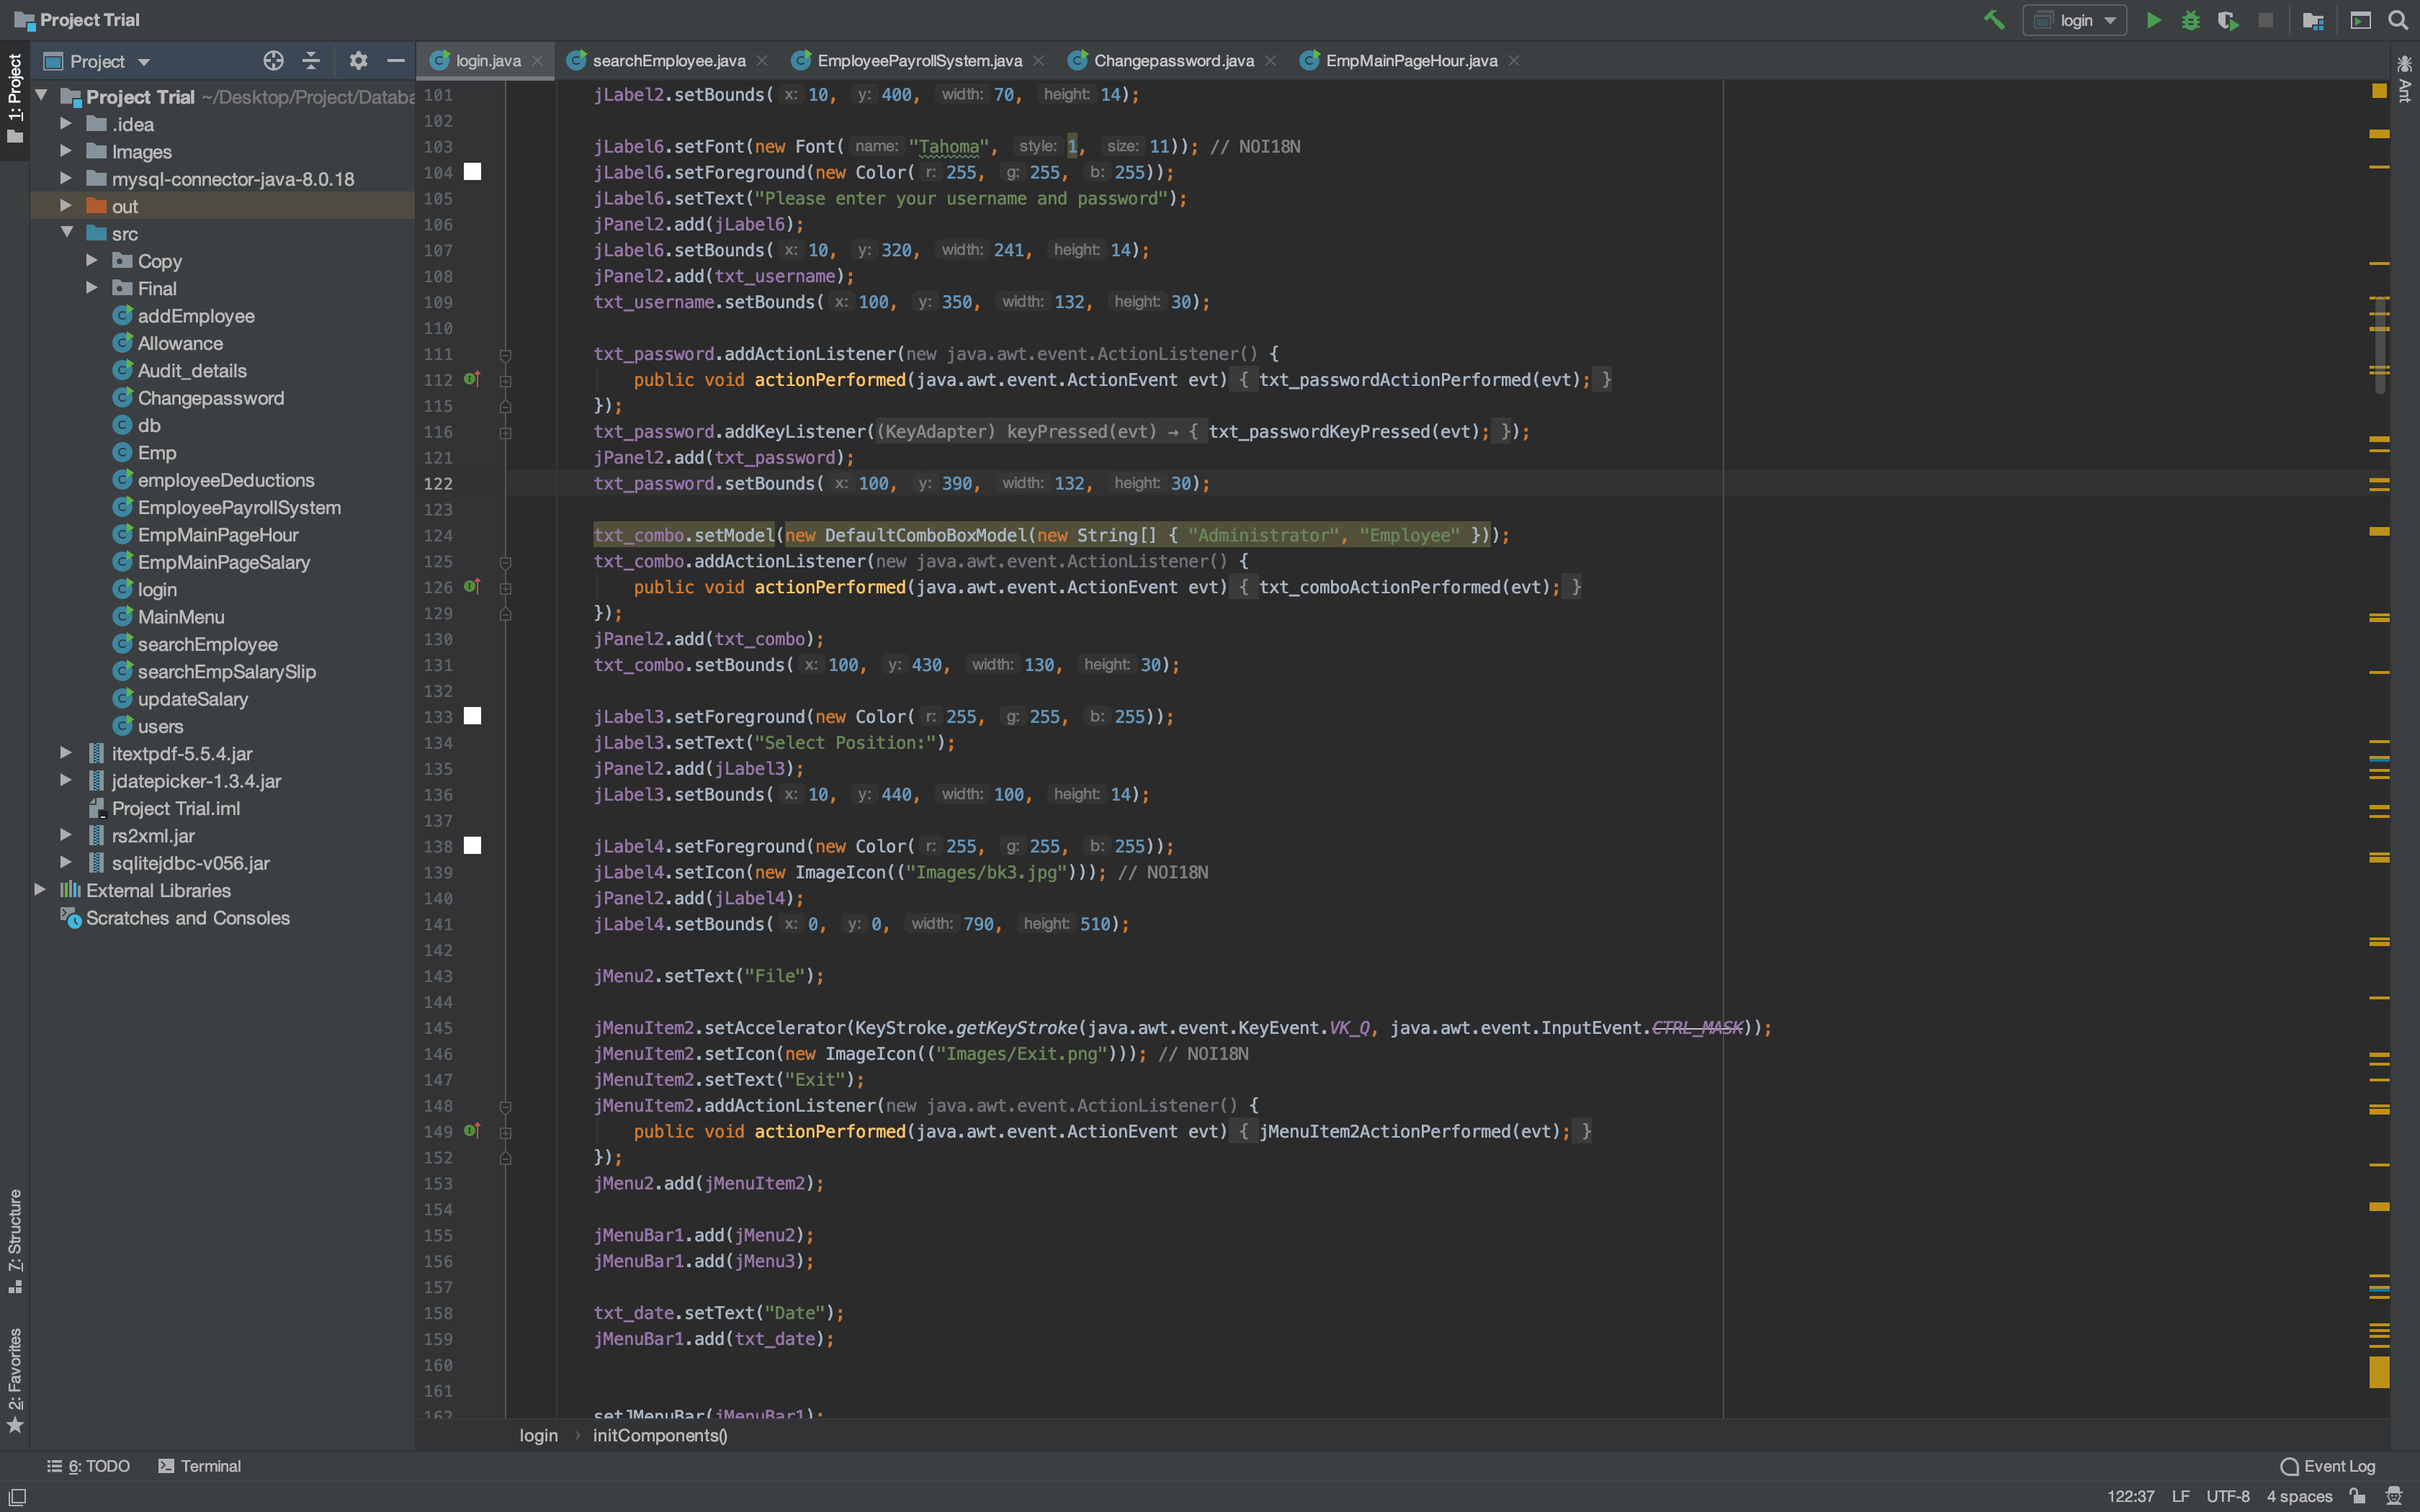 Project Trial
login
1: Project
Project
login.java
searchEmployee.java
EmployeePayrollSystem.java
Changepassword.java
EmpMainPageHour.java
Ant
Project Trial ~/Desktop/Project/Databa
.idea
Images
mysql-connector-java-8.0.18
out
src
Copy
Final
addEmployee
Allowance
Audit_details
Changepassword
db
Emp
employeeDeductions
EmployeePayrollSystem
EmpMainPageHour
EmpMainPageSalary
login
MainMenu
searchEmployee
searchEmpSalarySlip
updateSalary
users
itextpdf-5.5.4.jar
jdatepicker-1.3.4.jar
Project Trial.iml
rs2xml.jar
sqlitejdbc-v056.jar
External Libraries
Scratches and Consoles
7: Structure
2: Favorites
101 jLabel2.setBounds( x: 10, y: 400, width: 70, height: 14);
102
103 jLabel6.setFont(new Font( name: "Tahoma", style: 1, size: 11)); // NOI18N
104 jLabel6.setForeground(new Color( r: 255, g: 255, b: 255));
105 jLabel6.setText("Please enter your username and password");
106 jPanel2.add(jLabel6);
107 jLabel6.setBounds( x: 10, y: 320, width: 241, height: 14);
108 jPanel2.add(txt_username);
109 txt_username.setBounds( x: 100, y: 350, width: 132, height: 30);
110
111 txt_password.addActionListener(new java.awt.event.ActionListener() {
112 public void actionPerformed(java.awt.event.ActionEvent evt) { txt_passwordActionPerformed(evt); }
115 });
116 txt_password.addKeyListener((KeyAdapter) keyPressed(evt) → { txt_passwordKeyPressed(evt); });
121 jPanel2.add(txt_password);
122 txt_password.setBounds( x: 100, y: 390, width: 132, height: 30);
123
124 txt_combo.setModel(new DefaultComboBoxModel(new String[] { "Administrator", "Employee" }));
125 txt_combo.addActionListener(new java.awt.event.ActionListener() {
126 public void actionPerformed(java.awt.event.ActionEvent evt) { txt_comboActionPerformed(evt); }
129 });
130 jPanel2.add(txt_combo);
131 txt_combo.setBounds( x: 100, y: 430, width: 130, height: 30);
132
133 jLabel3.setForeground(new Color( r: 255, g: 255, b: 255));
134 jLabel3.setText("Select Position:");
135 jPanel2.add(jLabel3);
136 jLabel3.setBounds( x: 10, y: 440, width: 100, height: 14);
137
138 jLabel4.setForeground(new Color( r: 255, g: 255, b: 255));
139 jLabel4.setIcon(new ImageIcon(("Images/bk3.jpg"))); // NOI18N
140 jPanel2.add(jLabel4);
141 jLabel4.setBounds( x: 0, y: 0, width: 790, height: 510);
142
143 jMenu2.setText("File");
144
145 jMenuItem2.setAccelerator(KeyStroke.getKeyStroke(java.awt.event.KeyEvent.VK_Q, java.awt.event.InputEvent.CTRL_MASK));
146 jMenuItem2.setIcon(new ImageIcon(("Images/Exit.png"))); // NOI18N
147 jMenuItem2.setText("Exit");
148 jMenuItem2.addActionListener(new java.awt.event.ActionListener() {
149 public void actionPerformed(java.awt.event.ActionEvent evt) { jMenuItem2ActionPerformed(evt); }
152 });
153 jMenu2.add(jMenuItem2);
154
155 jMenuBar1.add(jMenu2);
156 jMenuBar1.add(jMenu3);
157
158 txt_date.setText("Date");
159 jMenuBar1.add(txt_date);
160
161
162 setJMenuBar(jMenuBar1);
login › initComponents()
6: TODO
Terminal
Event Log
122:37 LF UTF-8 4 spaces